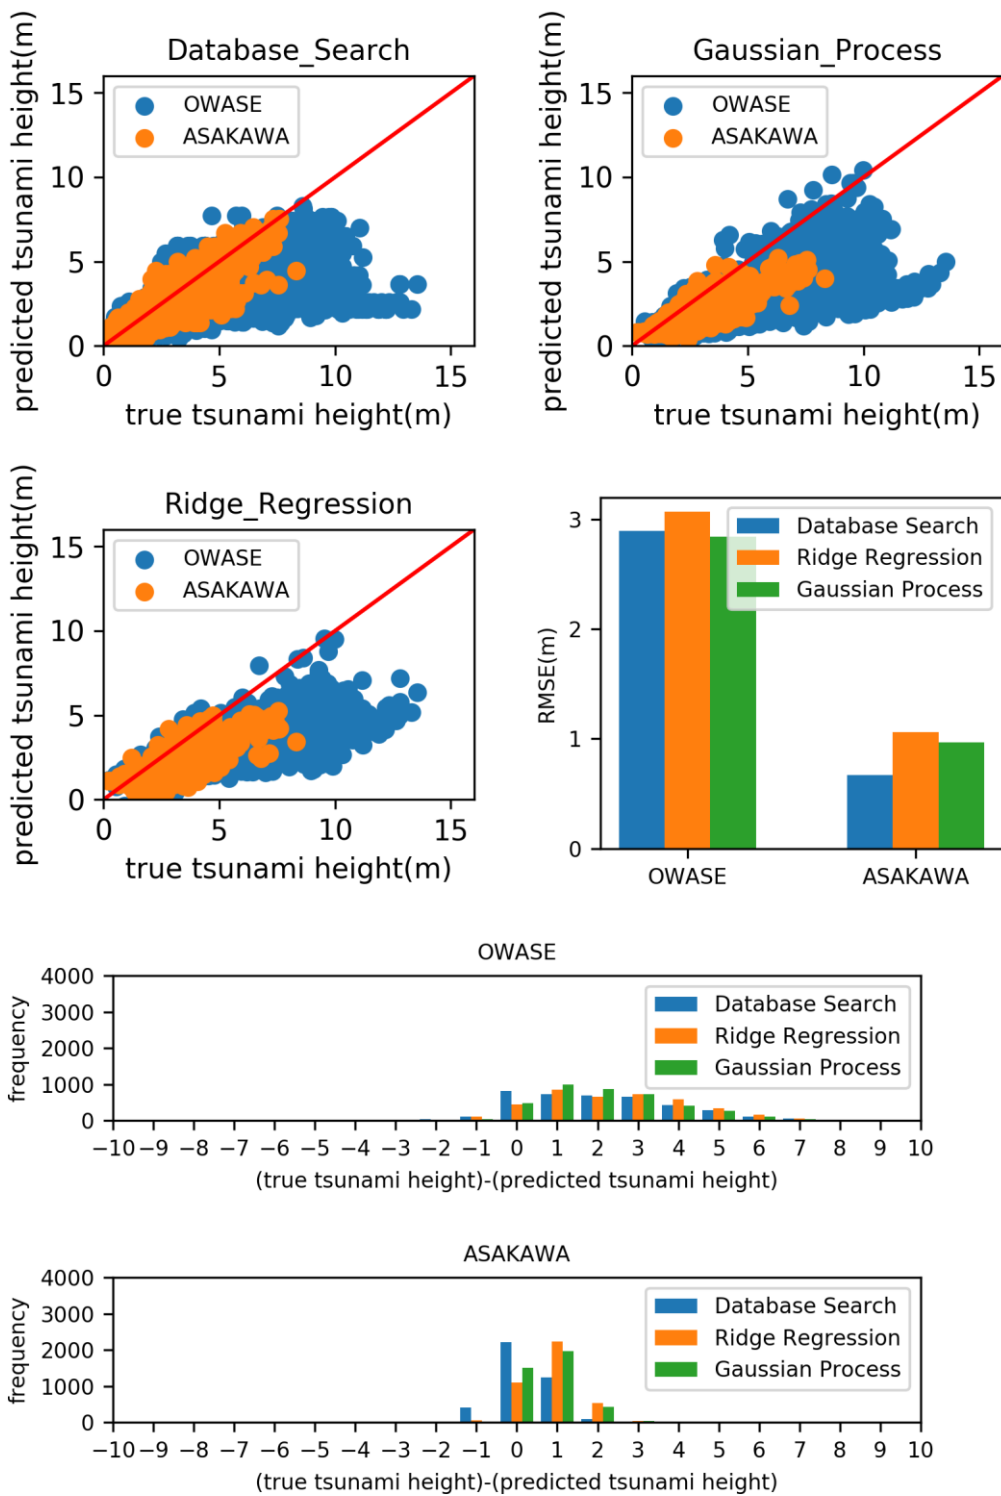 Database_Search
predicted tsunami height(m)
15
10
5
0
OWASE
ASAKAWA
0 5 10 15
true tsunami height(m)
Gaussian_Process
predicted tsunami height(m)
15
10
5
0
OWASE
ASAKAWA
0 5 10 15
true tsunami height(m)
Ridge_Regression
predicted tsunami height(m)
15
10
5
0
OWASE
ASAKAWA
0 5 10 15
true tsunami height(m)
RMSE(m)
3
2
1
0
Database Search
Ridge Regression
Gaussian Process
OWASE ASAKAWA
OWASE
frequency
4000
3000
2000
1000
0
Database Search
Ridge Regression
Gaussian Process
−10 −9 −8 −7 −6 −5 −4 −3 −2 −1 0 1 2 3 4 5 6 7 8 9 10
(true tsunami height)-(predicted tsunami height)
ASAKAWA
frequency
4000
3000
2000
1000
0
Database Search
Ridge Regression
Gaussian Process
−10 −9 −8 −7 −6 −5 −4 −3 −2 −1 0 1 2 3 4 5 6 7 8 9 10
(true tsunami height)-(predicted tsunami height)